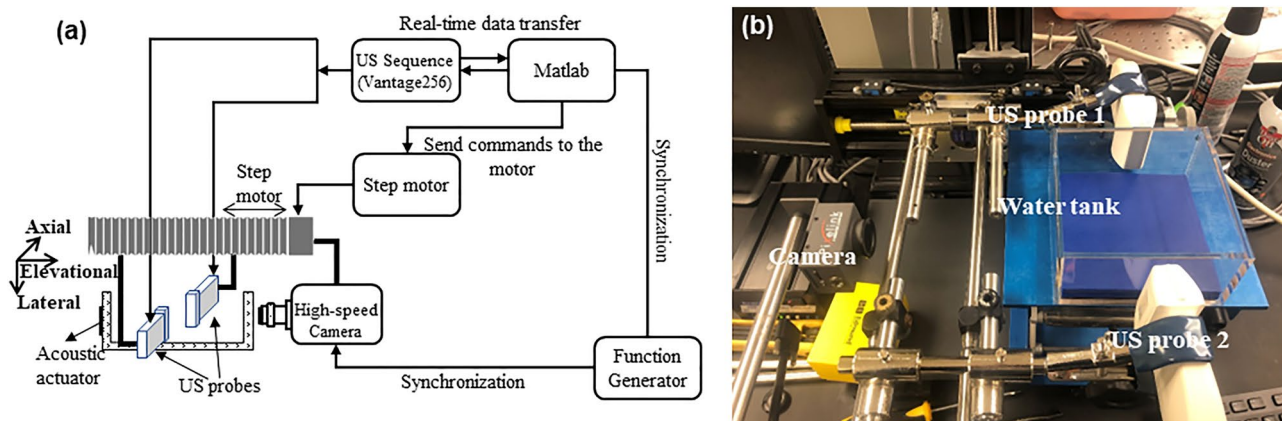 (a)
Real-time data transfer
US Sequence
(Vantage256)
Matlab
Send commands to the
motor
Synchronization
Step
motor
Step motor
Axial
Elevational
Lateral
High-speed
Camera
Acoustic
actuator
US probes
Synchronization
Function
Generator
(b)
US probe 1
Water tank
Pixelink
Camera
US probe 2
Duster